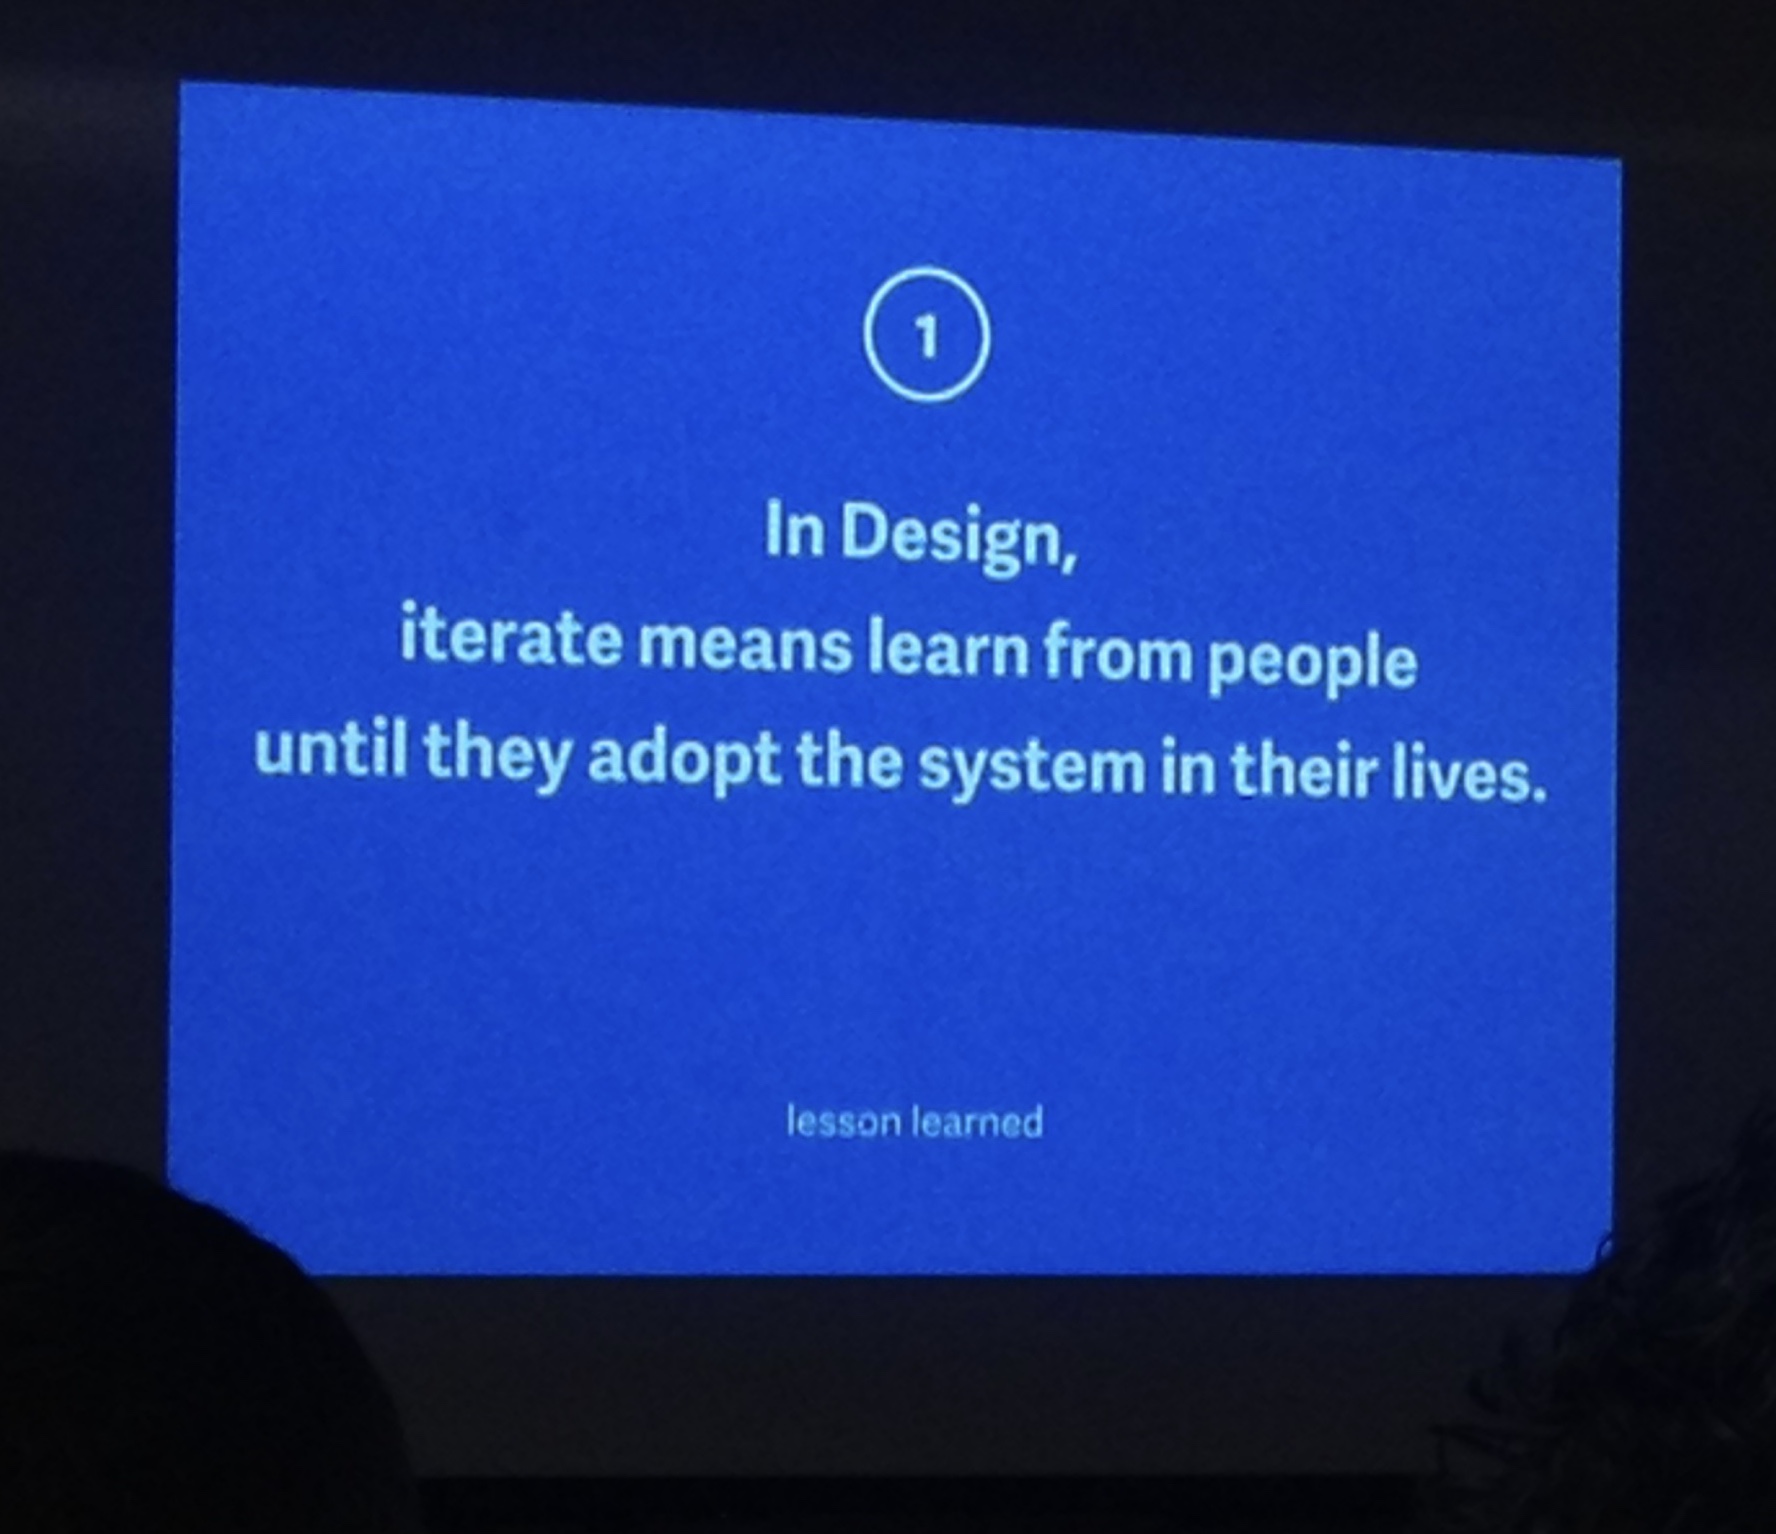 1
In Design,
iterate means learn from people
until they adopt the system in their lives.
lesson learned